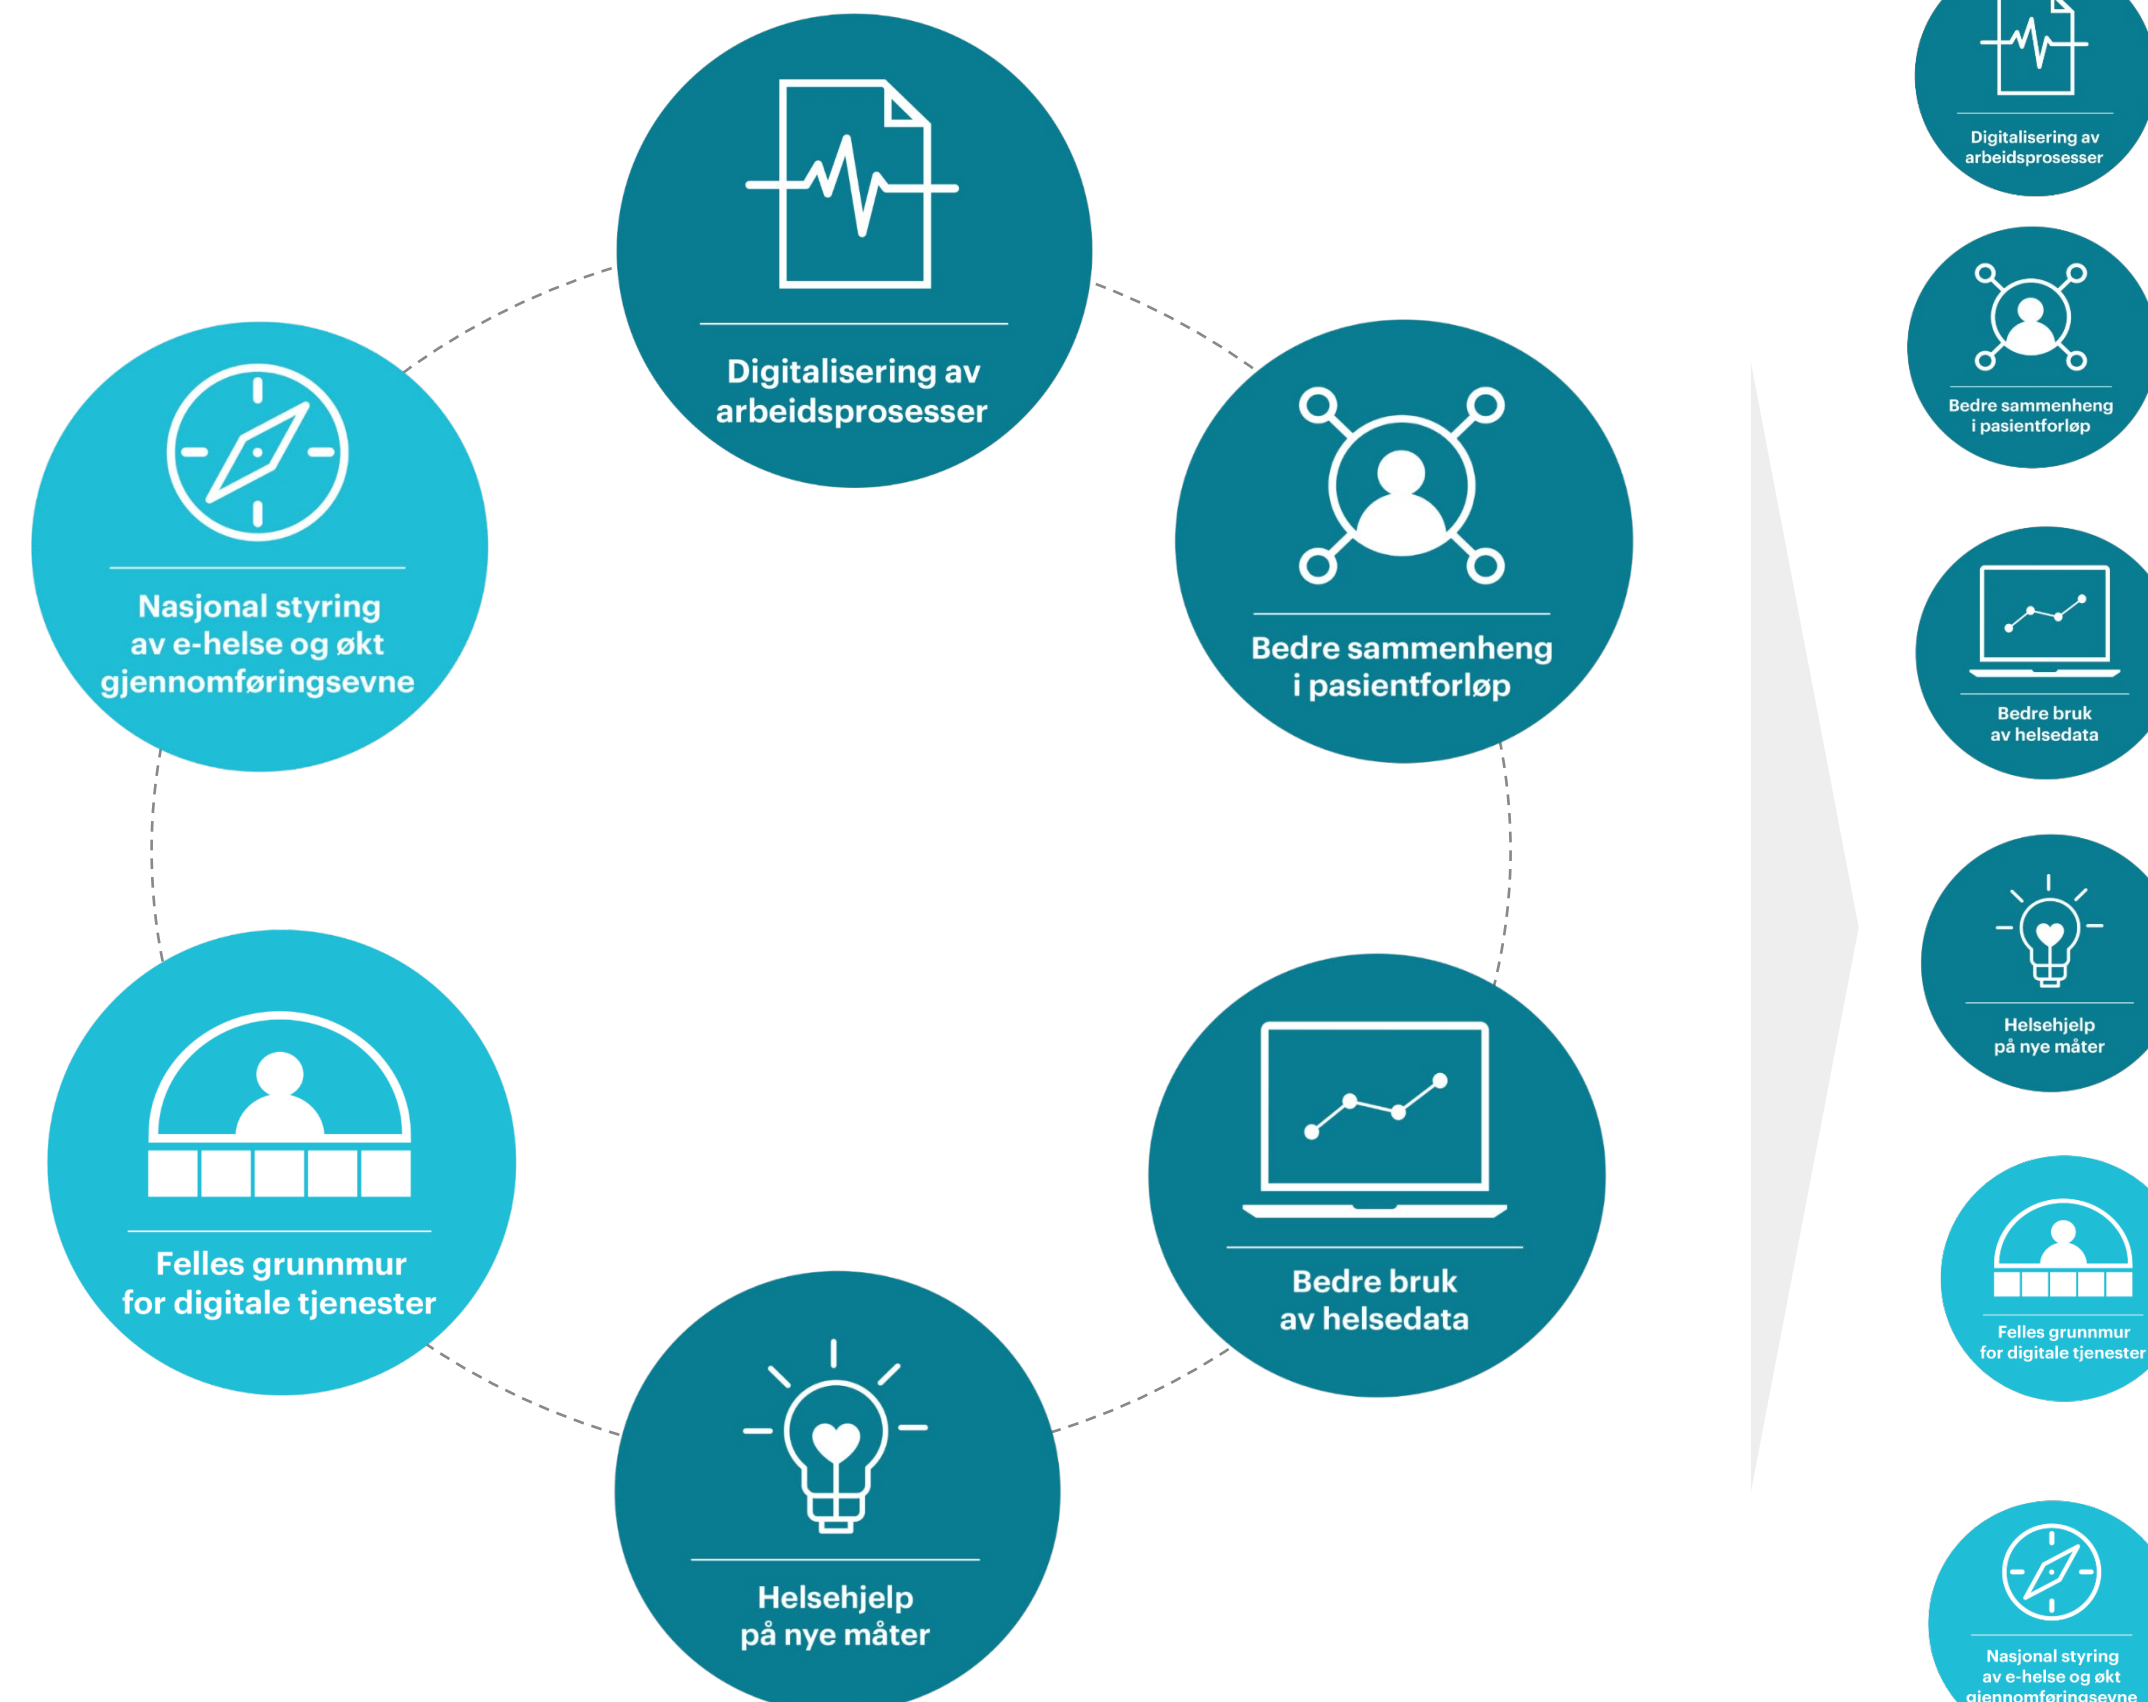 Digitalisering av
arbeidsprosesser
Bedre sammenheng
i pasientforløp
Bedre bruk
av helsedata
Helsehjelp
på nye måter
Felles grunnmur
for digitale tjenester
Nasjonal styring
av e-helse og økt
gjennomføringsevne
Digitalisering av
arbeidsprosesser
Bedre sammenheng
i pasientforløp
Bedre bruk
av helsedata
Helsehjelp
på nye måter
Felles grunnmur
for digitale tjenester
Nasjonal styring
av e-helse og økt
gjennomføringsevne